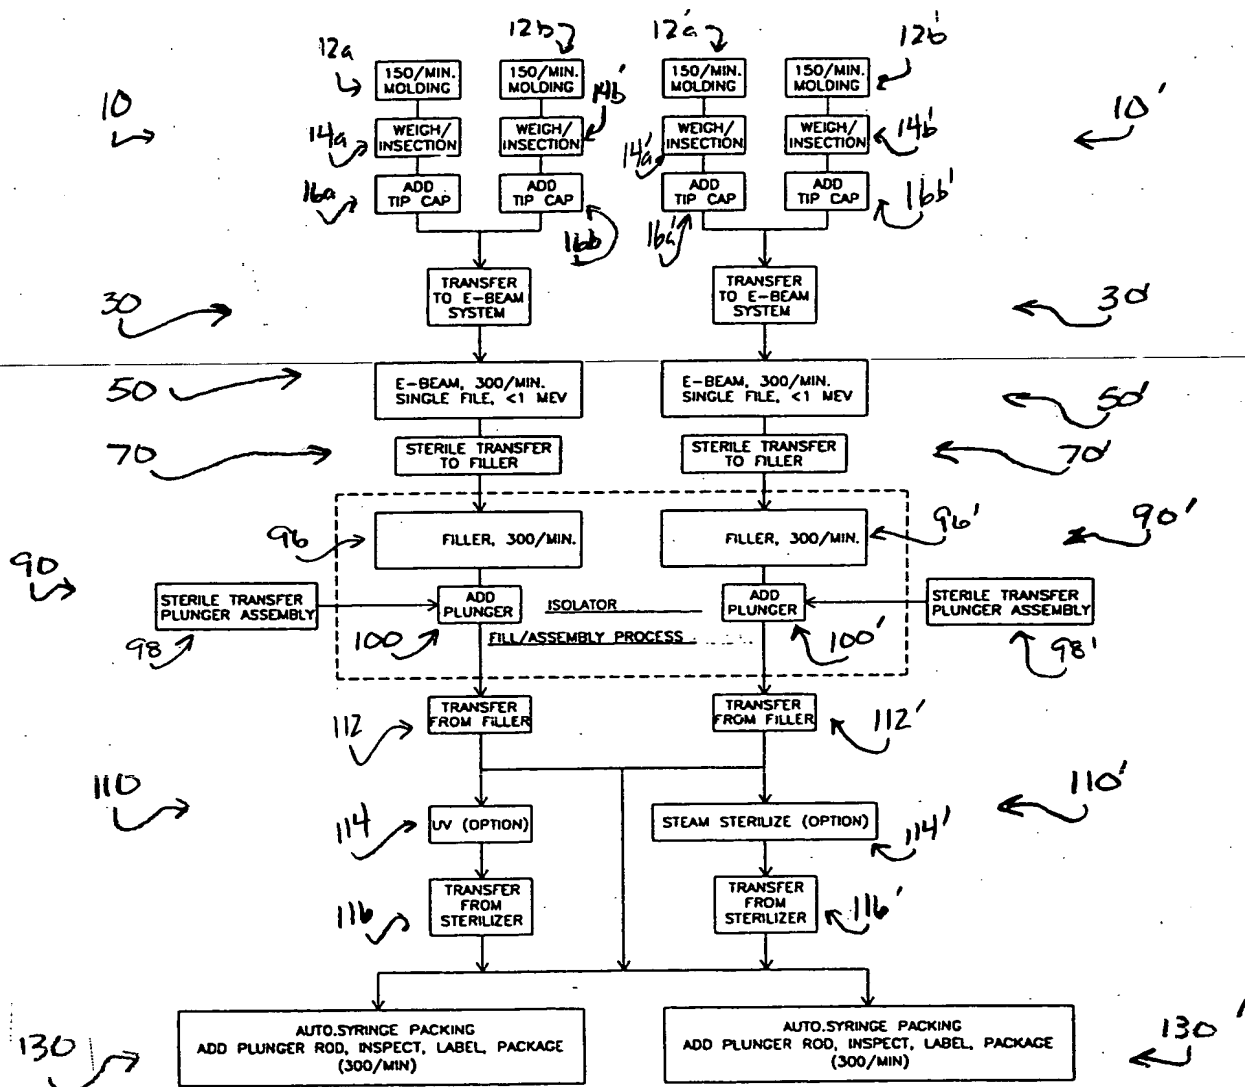 12b
12'a
12a
12b'
150/MIN. MOLDING
150/MIN. MOLDING
150/MIN. MOLDING
150/MIN. MOLDING
10
14b'
10'
14a
WEIGH/ INSECTION
WEIGH/ INSECTION
14'a
WEIGH/ INSECTION
WEIGH/ INSECTION
14b'
16a
ADD TIP CAP
ADD TIP CAP
ADD TIP CAP
ADD TIP CAP
16b'
16b
16a'
30
TRANSFER TO E-BEAM SYSTEM
TRANSFER TO E-BEAM SYSTEM
30'
50
E-BEAM, 300/MIN. SINGLE FILE, <1 MEV
E-BEAM, 300/MIN. SINGLE FILE, <1 MEV
50'
70
STERILE TRANSFER TO FILLER
STERILE TRANSFER TO FILLER
70'
96
FILLER, 300/MIN.
FILLER, 300/MIN.
96'
90'
90
STERILE TRANSFER PLUNGER ASSEMBLY
ADD PLUNGER
ISOLATOR
ADD PLUNGER
STERILE TRANSFER PLUNGER ASSEMBLY
98
100
FILL/ASSEMBLY PROCESS
100'
98'
112
TRANSFER FROM FILLER
TRANSFER FROM FILLER
112'
110
110'
114
UV (OPTION)
STEAM STERILIZE (OPTION)
114'
116
TRANSFER FROM STERILIZER
TRANSFER FROM STERILIZER
116'
130
AUTO.SYRINGE PACKING
ADD PLUNGER ROD, INSPECT, LABEL, PACKAGE
(300/MIN)
AUTO.SYRINGE PACKING
ADD PLUNGER ROD, INSPECT, LABEL, PACKAGE
(300/MIN)
130'